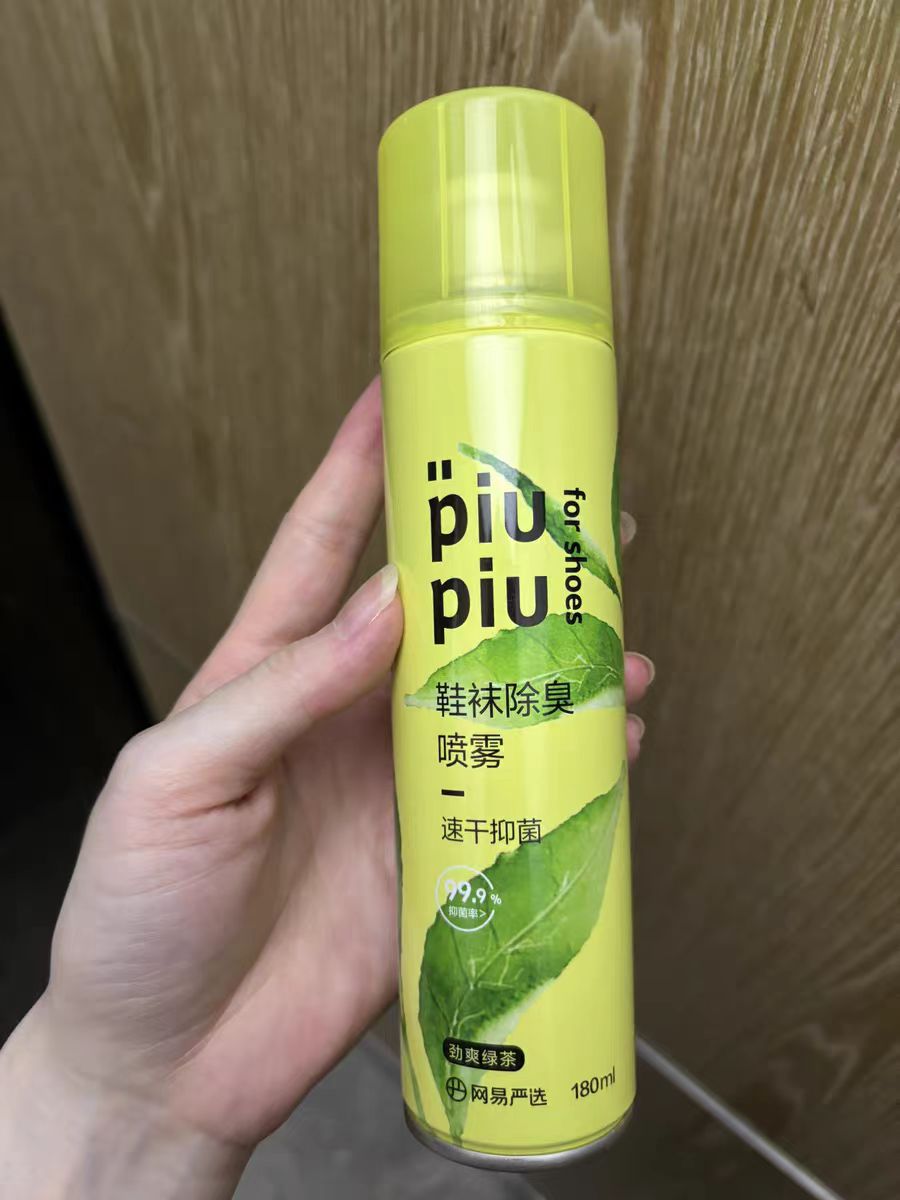 piu
piu
for shoes
鞋袜除臭
喷雾
速干抑菌
99.9%
抑菌率>
劲爽绿茶
网易严选
180ml